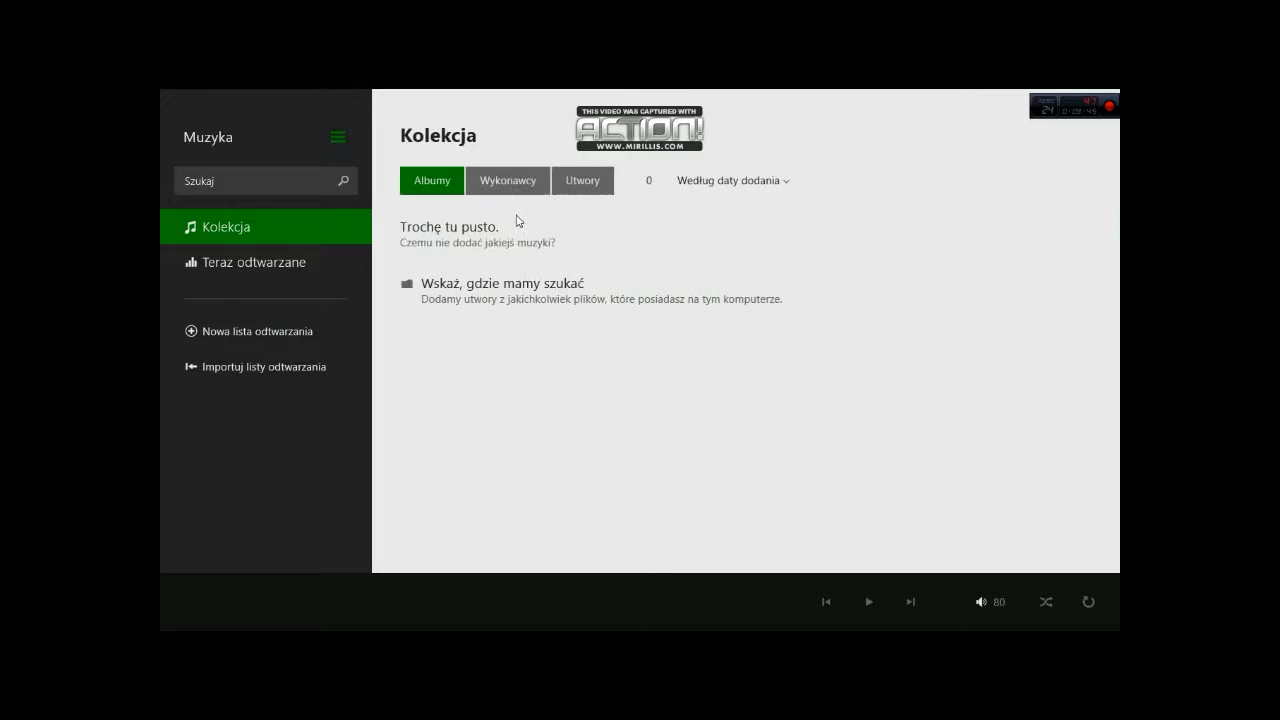 Muzyka
Szukaj
Kolekcja
Teraz odtwarzane
Nowa lista odtwarzania
Importuj listy odtwarzania
Kolekcja
THIS VIDEO WAS CAPTURED WITH
ACTION!
WWW.MIRILLIS.COM
Albumy Wykonawcy Utwory 0 Według daty dodania
Trochę tu pusto.
Czemu nie dodać jakiejś muzyki?
Wskaż, gdzie mamy szukać
Dodamy utwory z jakichkolwiek plików, które posiadasz na tym komputerze.
24
47
80